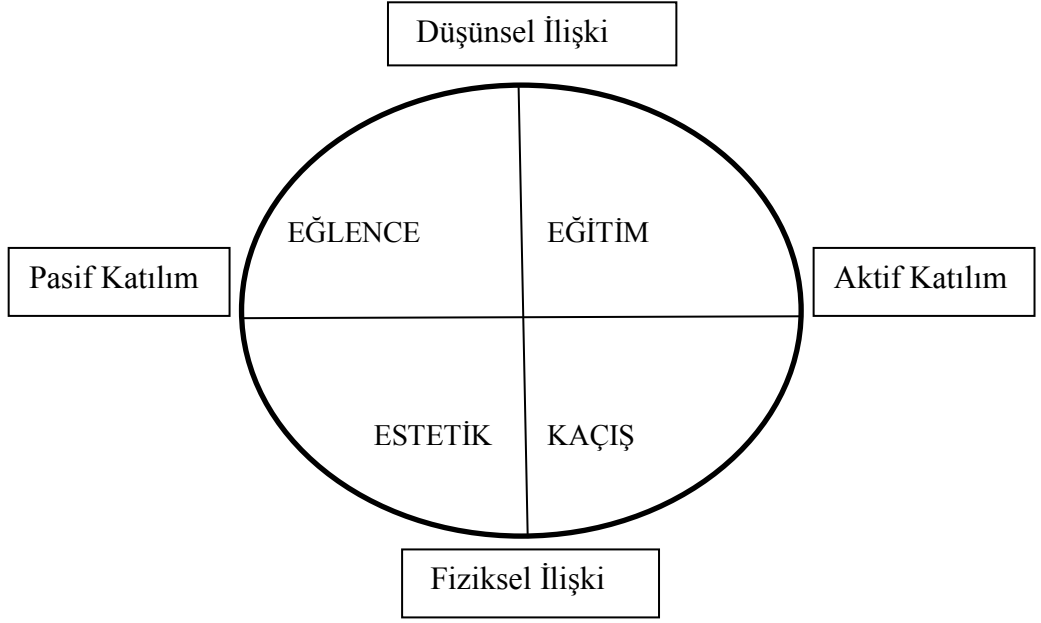 Düşünsel İlişki
EĞLENCE
EĞİTİM
Pasif Katılım
Aktif Katılım
ESTETİK
KAÇIŞ
Fiziksel İlişki